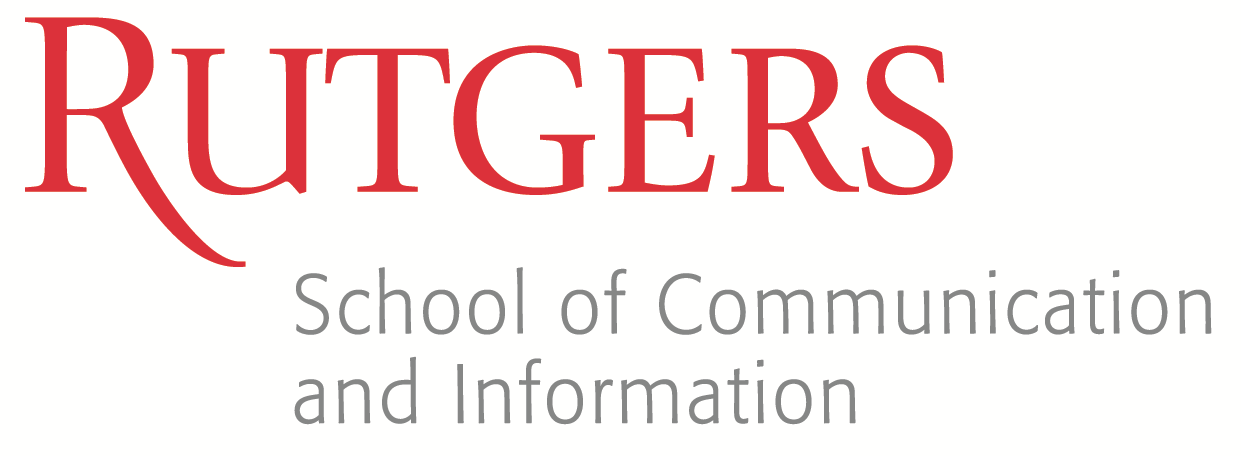 RUTGERS
School of Communication
and Information